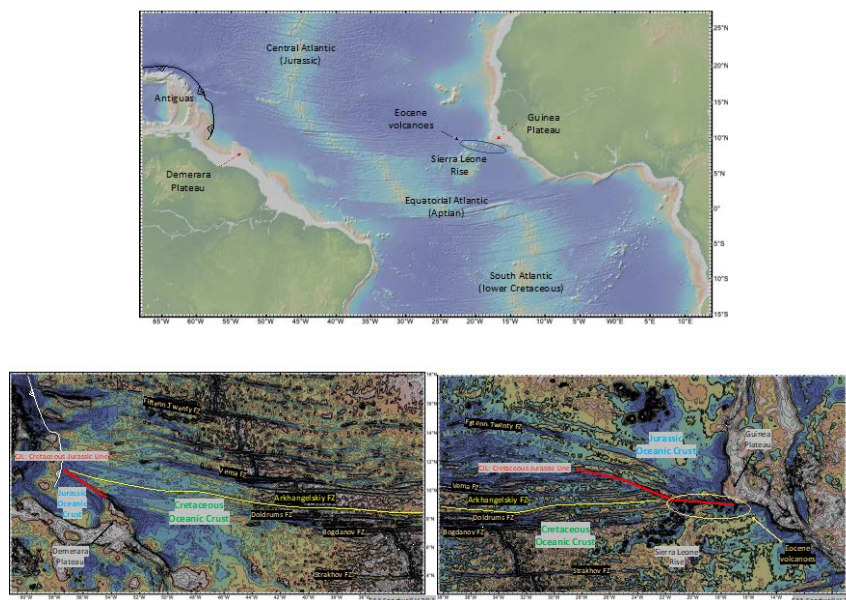 Central Atlantic
(Jurassic)
Antiguas
Eocene
volcanoes
Guinea
Plateau
Sierra Leone
Rise
Demerara
Plateau
Equatorial Atlantic
(Aptian)
South Atlantic
(lower Cretaceous)
25°N
20°N
15°N
10°N
5°N
0°
5°S
10°S
15°S
65°W
60°W
55°W
50°W
45°W
40°W
35°W
30°W
25°W
20°W
15°W
10°W
5°W
0°E
5°E
10°E
Fifteen Twenty FZ
CJL: Cretaceous Jurassic Line
Vema FZ
Jurassic
Oceanic
Crust
Arkhangelskiy FZ
Cretaceous
Oceanic Crust
Doldrums FZ
Bogdanov FZ
Demerara
Plateau
Strakhov FZ
Fifteen Twenty FZ
Jurassic
Oceanic Crust
Guinea
Plateau
CJL: Cretaceous Jurassic Line
Vema FZ
Arkhangelskiy FZ
Doldrums FZ
Bogdanov FZ
Cretaceous
Oceanic Crust
Sierra Leone
Rise
Eocene
volcanoes
Strakhov FZ